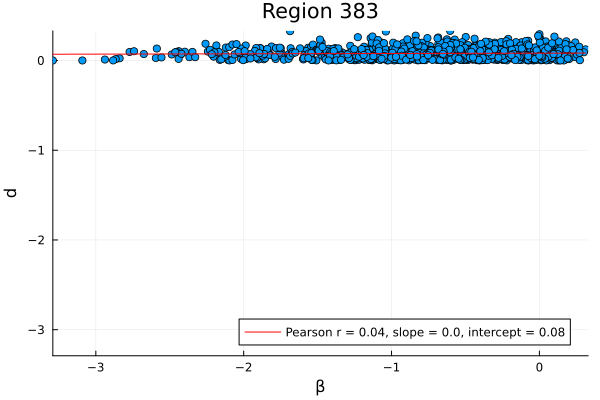 Region 383
0
−1
−2
−3
d
Pearson r = 0.04, slope = 0.0, intercept = 0.08
−3
−2
−1
0
β